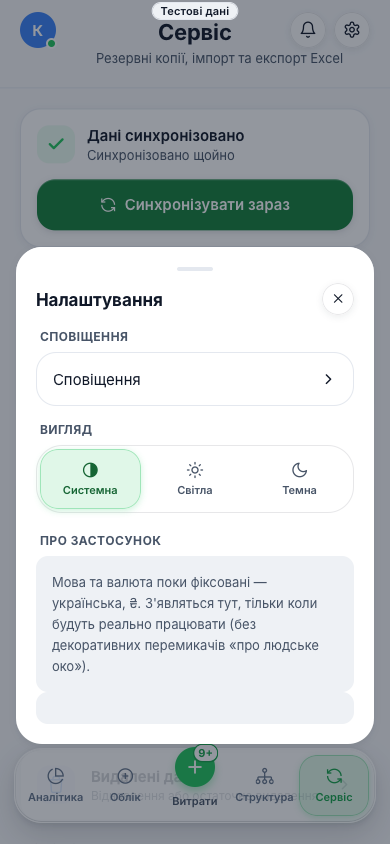 Тестові дані
К
Сервіс
Резервні копії, імпорт та експорт Excel
Дані синхронізовано
Синхронізовано щойно
Синхронізувати зараз
Налаштування
СПОВІЩЕННЯ
Сповіщення
ВИГЛЯД
Системна
Світла
Темна
ПРО ЗАСТОСУНОК
Мова та валюта поки фіксовані —
українська, ₴. З'являться тут, тільки коли
будуть реально працювати (без
декоративних перемикачів «про людське
око»).
9+
Аналітика
Облік
Витрати
Структура
Сервіс